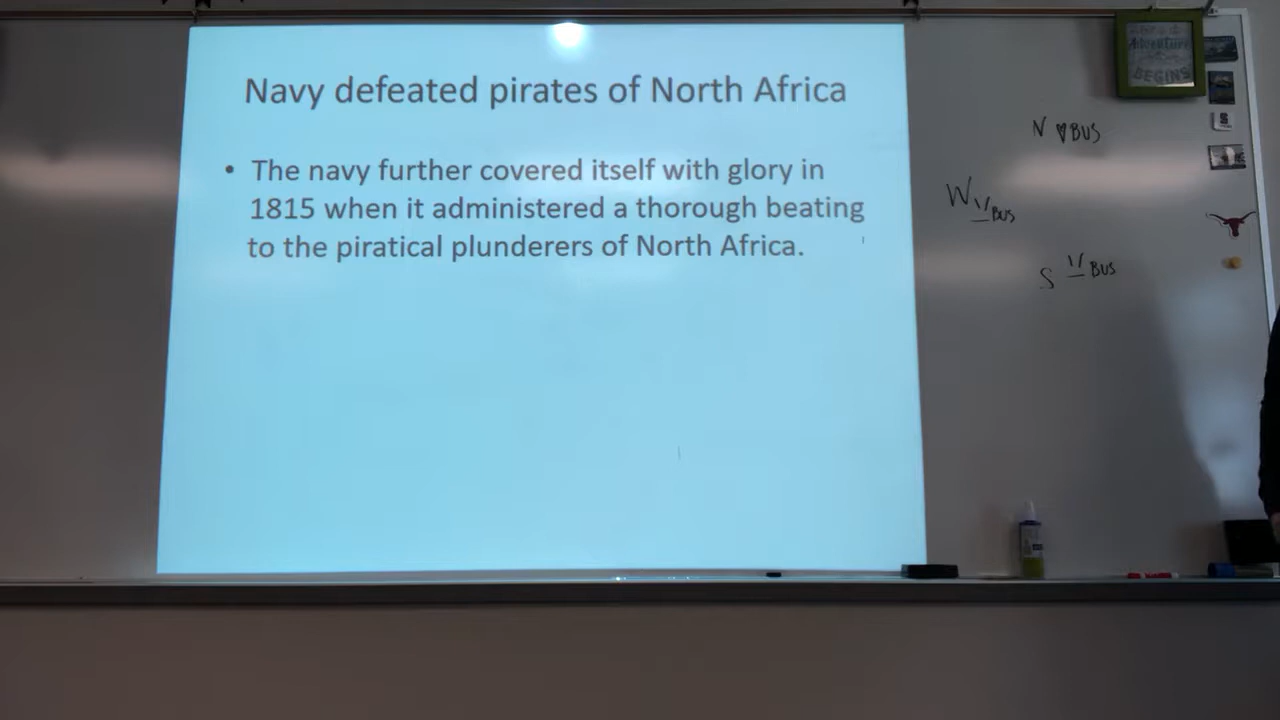 Navy defeated pirates of North Africa
• The navy further covered itself with glory in
1815 when it administered a thorough beating
to the piratical plunderers of North Africa.
Adventure
BEGINS
N ♥BUS
W BUS
S BUS
S